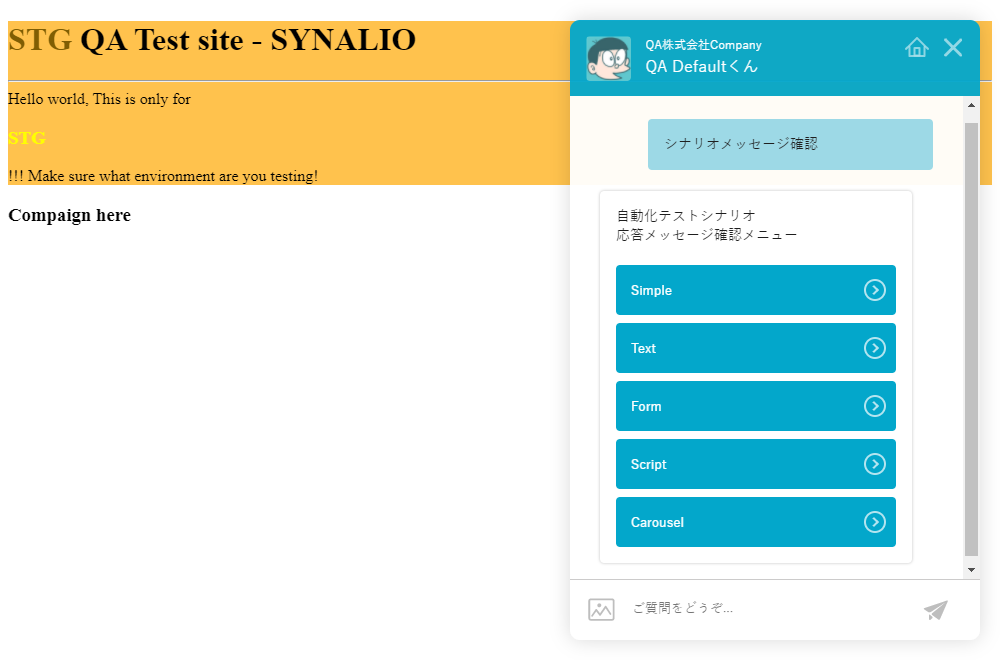 STG QA Test site - SYNALIO
Hello world, This is only for
STG
!!! Make sure what environment are you testing!
Compaign here
QA株式会社Company
QA Defaultくん
シナリオメッセージ確認
自動化テストシナリオ
応答メッセージ確認メニュー
Simple
Text
Form
Script
Carousel
ご質問をどうぞ...